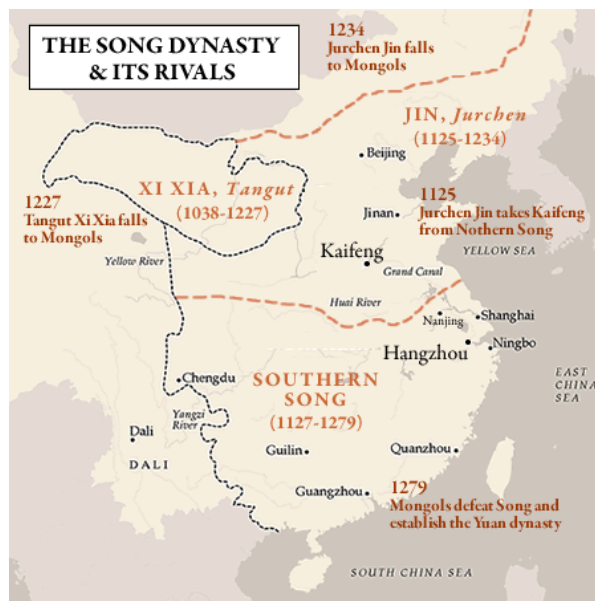 THE SONG DYNASTY
& ITS RIVALS
1234
Jurchen Jin falls
to Mongols
JIN, Jurchen
(1125-1234)
Beijing
XI XIA, Tangut
(1038-1227)
1227
Tangut Xi Xia falls
to Mongols
1125
Jurchen Jin takes Kaifeng
from Nothern Song
Jinan
YELLOW SEA
Kaifeng
Yellow River
Grand Canal
Huai River
Nanjing
Shanghai
Hangzhou
Ningbo
EAST
CHINA
SEA
Chengdu
SOUTHERN
SONG
(1127-1279)
Yangzi
River
Dali
DALI
Guilin
Quanzhou
Guangzhou
1279
Mongols defeat Song and
establish the Yuan dynasty
SOUTH CHINA SEA